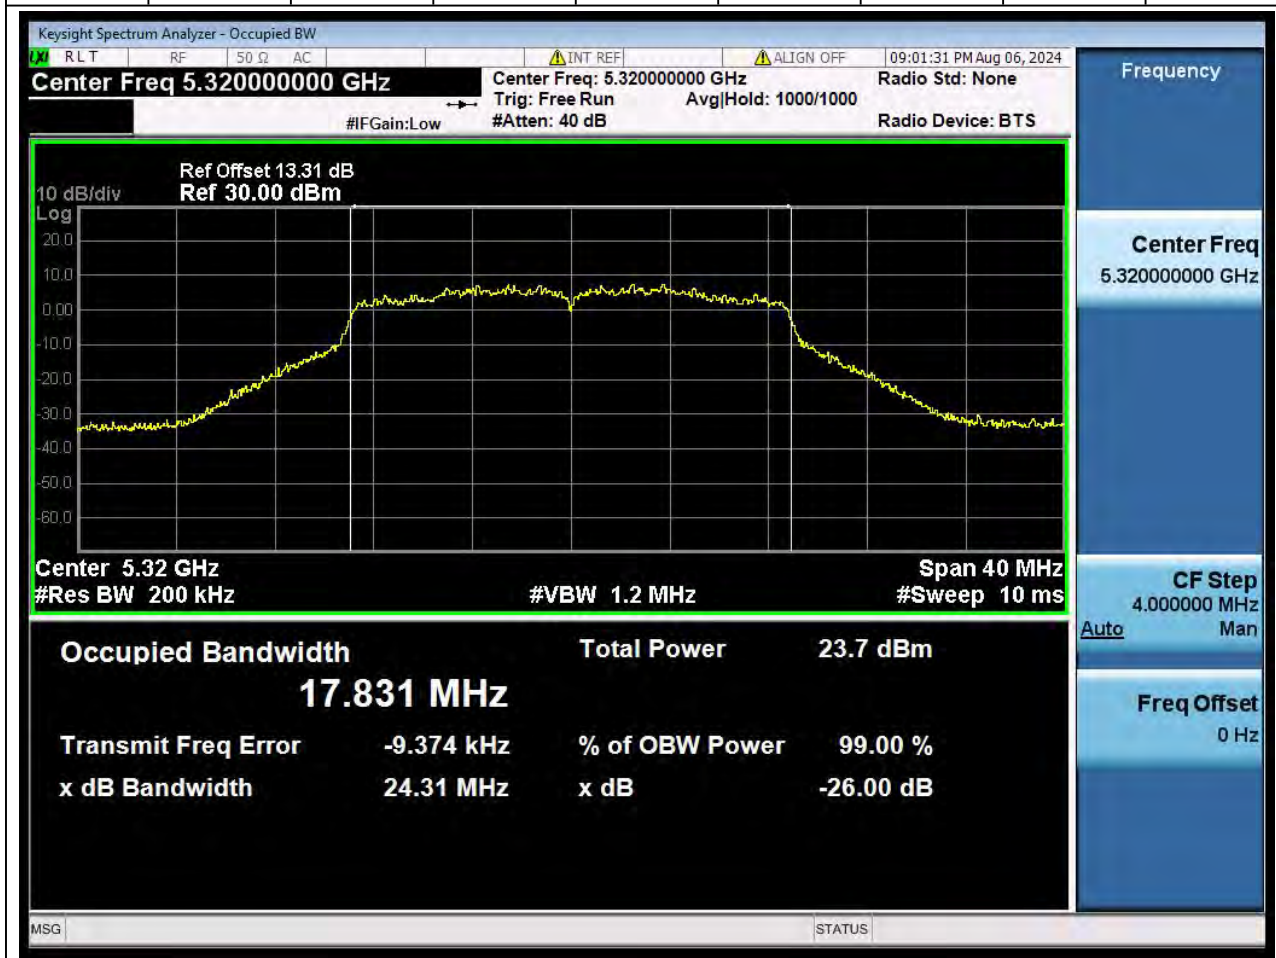 Keysight Spectrum Analyzer - Occupied BW
LXI RLT RF 50 Ω AC INT REF ALIGN OFF 09:01:31 PM Aug 06, 2024
Center Freq 5.320000000 GHz
Center Freq: 5.320000000 GHz
Radio Std: None
Trig: Free Run Avg|Hold: 1000/1000
#IFGain:Low #Atten: 40 dB Radio Device: BTS
Ref Offset 13.31 dB
10 dB/div Ref 30.00 dBm
Log
20.0
10.0
0.00
-10.0
-20.0
-30.0
-40.0
-50.0
-60.0
Center 5.32 GHz Span 40 MHz
#Res BW 200 kHz #VBW 1.2 MHz #Sweep 10 ms
Occupied Bandwidth Total Power 23.7 dBm
17.831 MHz
Transmit Freq Error -9.374 kHz % of OBW Power 99.00 %
x dB Bandwidth 24.31 MHz x dB -26.00 dB
MSG STATUS
Frequency
Center Freq
5.320000000 GHz
CF Step
4.000000 MHz
Auto Man
Freq Offset
0 Hz